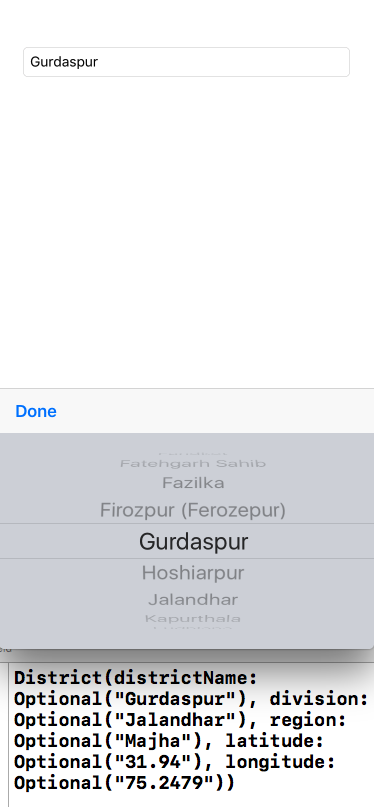 Gurdaspur
Done
Fatehgarh Sahib
Fazilka
Firozpur (Ferozepur)
Gurdaspur
Hoshiarpur
Jalandhar
Kapurthala
District(districtName:
Optional("Gurdaspur"), division:
Optional("Jalandhar"), region:
Optional("Majha"), latitude:
Optional("31.94"), longitude:
Optional("75.2479"))